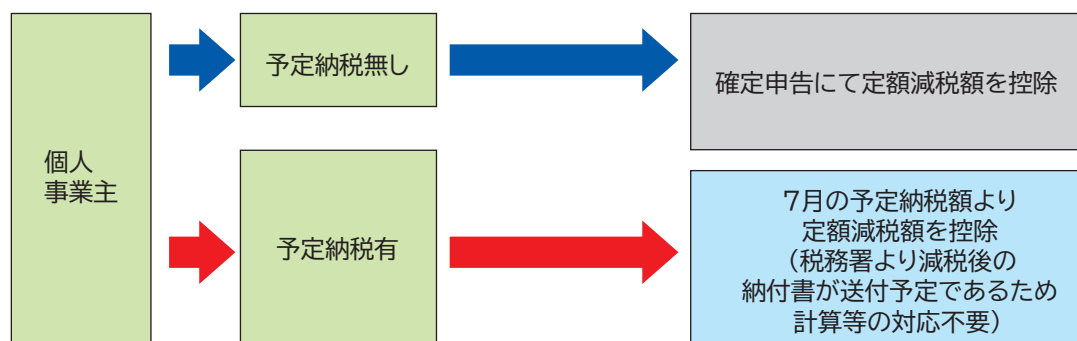 個人
事業主
予定納税無し
確定申告にて定額減税額を控除
予定納税有
7月の予定納税額より
定額減税額を控除
（税務署より減税後の
納付書が送付予定であるため
計算等の対応不要）